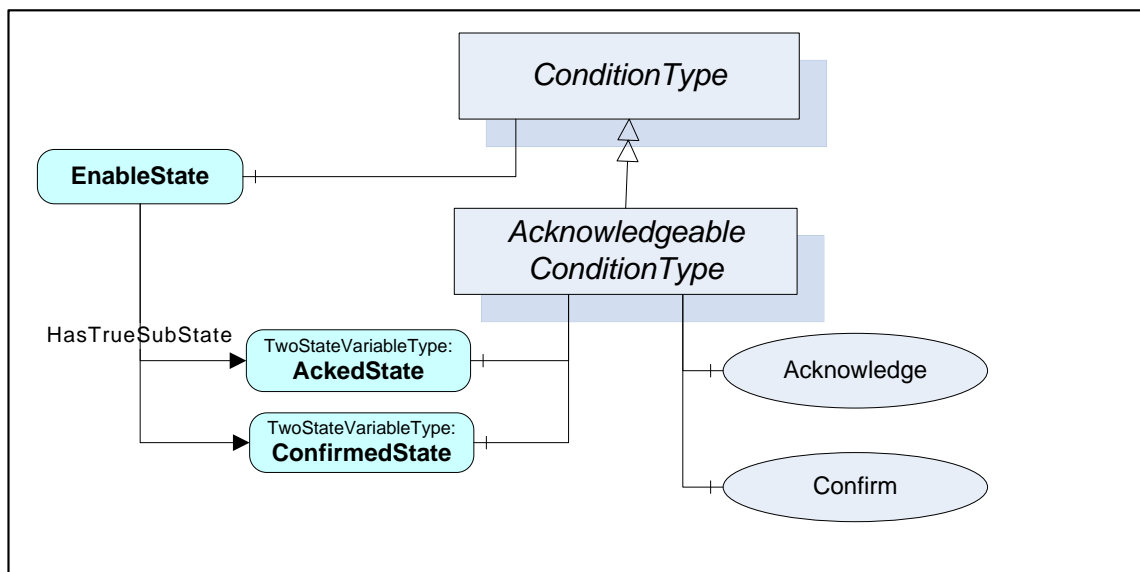 ConditionType
EnableState
Acknowledgeable
ConditionType
HasTrueSubState
TwoStateVariableType:
AckedState
Acknowledge
TwoStateVariableType:
ConfirmedState
Confirm